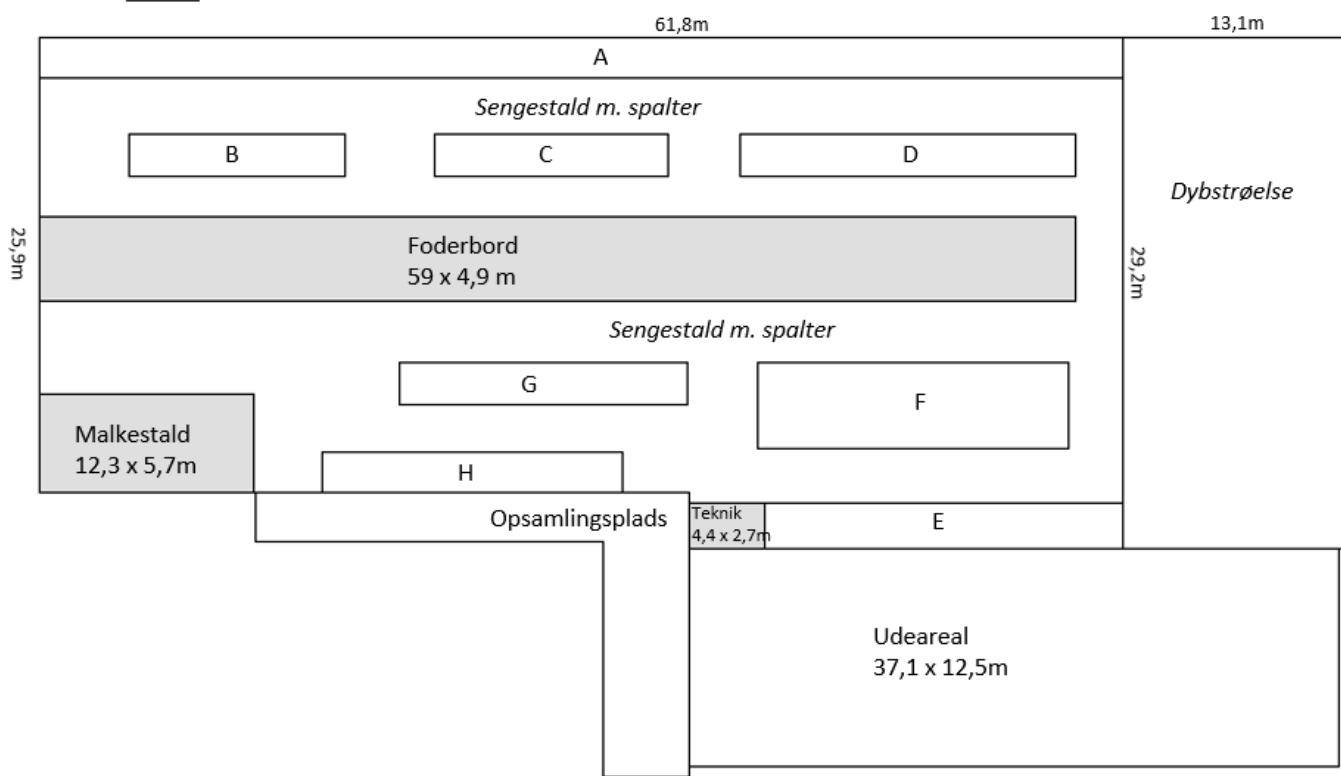 61,8m
13,1m
A
Sengestald m. spalter
B
C
D
Dybstrøelse
25,9m
Foderbord
59 x 4,9 m
29,2m
Sengestald m. spalter
G
F
Malkestald
12,3 x 5,7m
H
Opsamlingsplads
Teknik
4,4 x 2,7m
E
Udeareal
37,1 x 12,5m